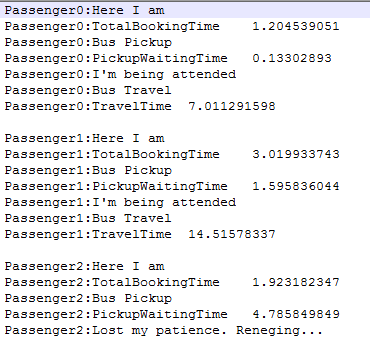 Passenger0:Here I am
Passenger0:TotalBookingTime 1.204539051
Passenger0:Bus Pickup
Passenger0:PickupWaitingTime 0.13302893
Passenger0:I'm being attended
Passenger0:Bus Travel
Passenger0:TravelTime 7.011291598
Passenger1:Here I am
Passenger1:TotalBookingTime 3.019933743
Passenger1:Bus Pickup
Passenger1:PickupWaitingTime 1.595836044
Passenger1:I'm being attended
Passenger1:Bus Travel
Passenger1:TravelTime 14.51578337
Passenger2:Here I am
Passenger2:TotalBookingTime 1.923182347
Passenger2:Bus Pickup
Passenger2:PickupWaitingTime 4.785849849
Passenger2:Lost my patience. Reneging...